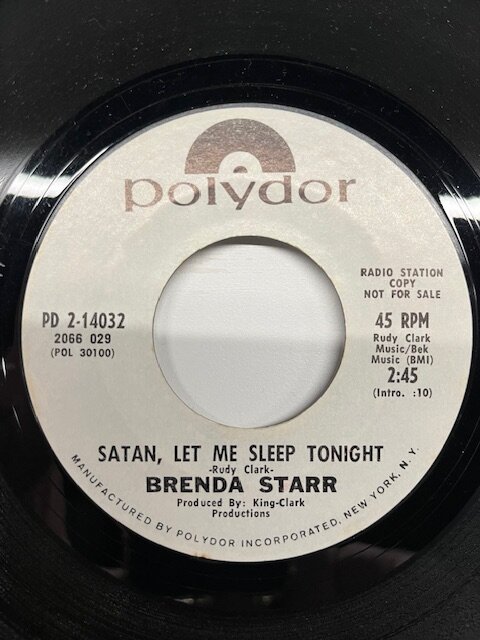 polydor
RADIO STATION
COPY
NOT FOR SALE
PD 2-14032
2066 029
(POL 30100)
45 RPM
Rudy Clark
Music/Bek
Music (BMI)
2:45
(Intro. :10)
SATAN, LET ME SLEEP TONIGHT
-Rudy Clark-
BRENDA STARR
Produced By: King-Clark
Productions
MANUFACTURED BY POLYDOR INCORPORATED, NEW YORK, N.Y.